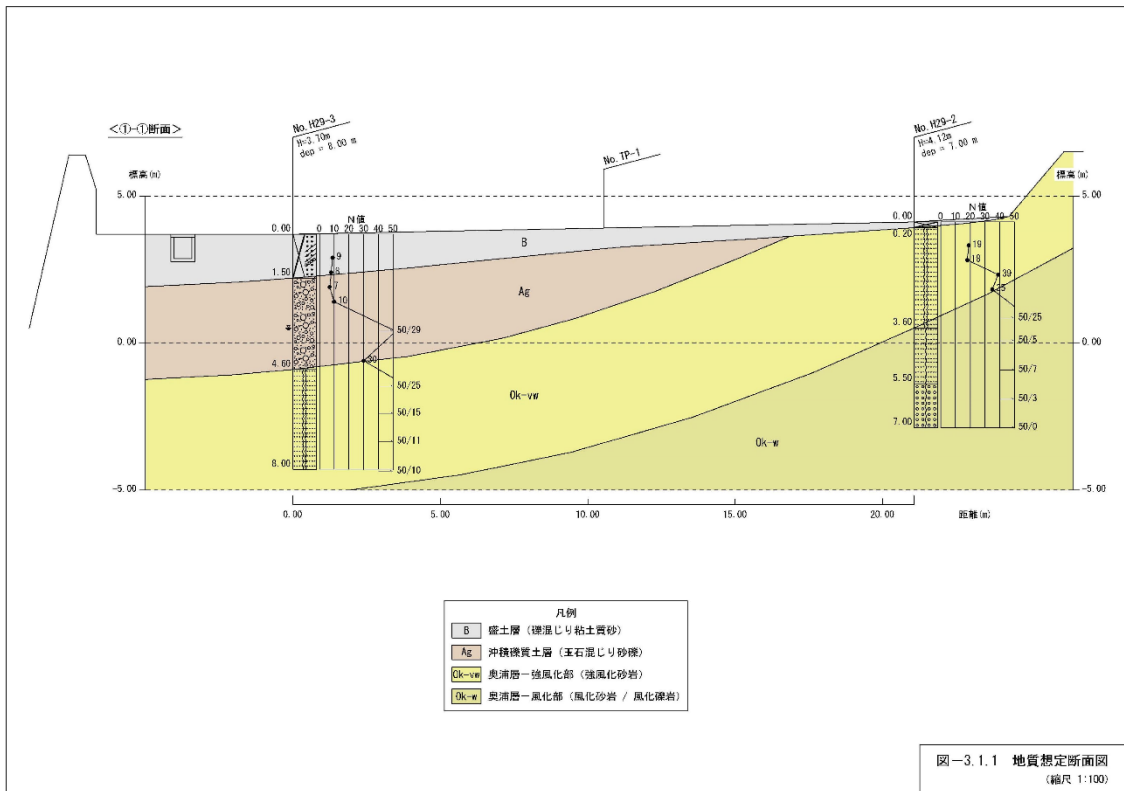 <①-①断面>
No. H29-3
H=3.70m
dep = 8.00 m
No. TP-1
No. H29-2
H=4.12m
dep = 7.00 m
標高(m)
5.00
0.00
-5.00
N 値
0 10 20 30 40 50
0.00
1.50
4.60
8.00
9
8
7
10
50/29
30
50/25
50/15
50/11
50/10
B
Ag
Ok-vw
Ok-w
標高(m)
5.00
0.00
-5.00
N 値
0 10 20 30 40 50
0.00
0.20
3.60
5.50
7.00
19
18
39
35
50/25
50/5
50/7
50/3
50/0
0.00 5.00 10.00 15.00 20.00 距離(m)
凡例
B 盛土層 (礫混じり粘土質砂)
Ag 沖積礫質土層 (玉石混じり砂礫)
Ok-vw 奥浦層－強風化部 (強風化砂岩)
Ok-w 奥浦層－風化部 (風化砂岩 / 風化礫岩)
図－3.1.1 地質想定断面図
(縮尺 1:100)